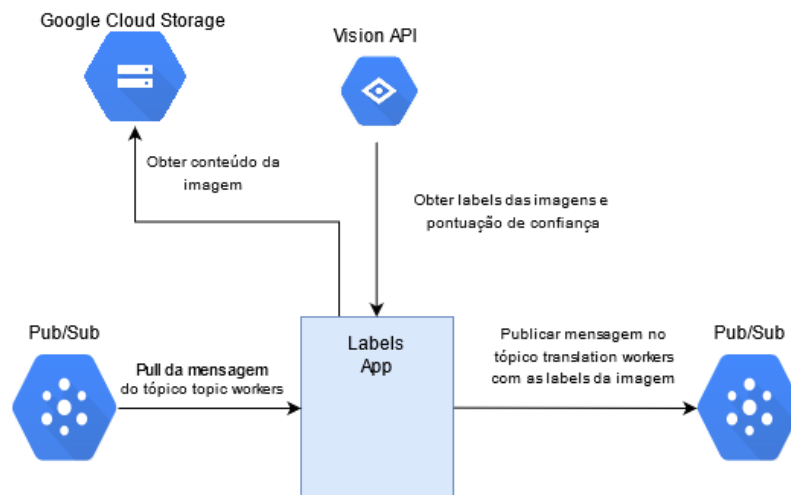 Google Cloud Storage
Vision API
Obter conteúdo da
imagem
Obter labels das imagens e
pontuação de confiança
Pub/Sub
Pull da mensagem
do tópico topic workers
Labels
App
Publicar mensagem no
tópico translation workers
com as labels da imagem
Pub/Sub